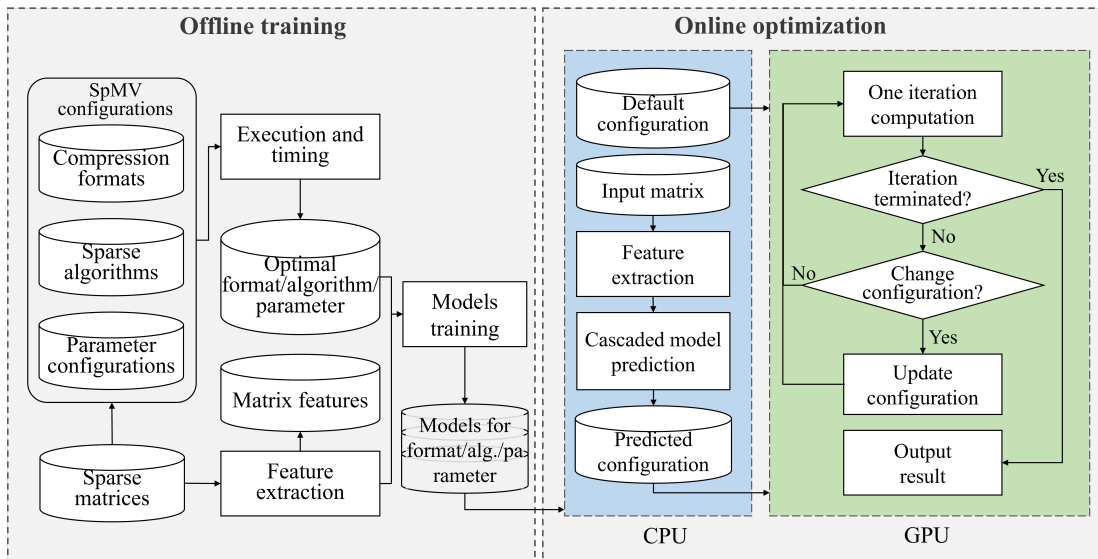 Offline training
SpMV
configurations
Compression
formats
Sparse
algorithms
Parameter
configurations
Sparse
matrices
Execution and
timing
Optimal
format/algorithm/
parameter
Matrix features
Feature
extraction
Models
training
Models for
format/alg./pa
rameter
Online optimization
Default
configuration
Input matrix
Feature
extraction
Cascaded model
prediction
Predicted
configuration
CPU
One iteration
computation
Iteration
terminated?
Yes
No
Change
configuration?
No
Yes
Update
configuration
Output
result
GPU